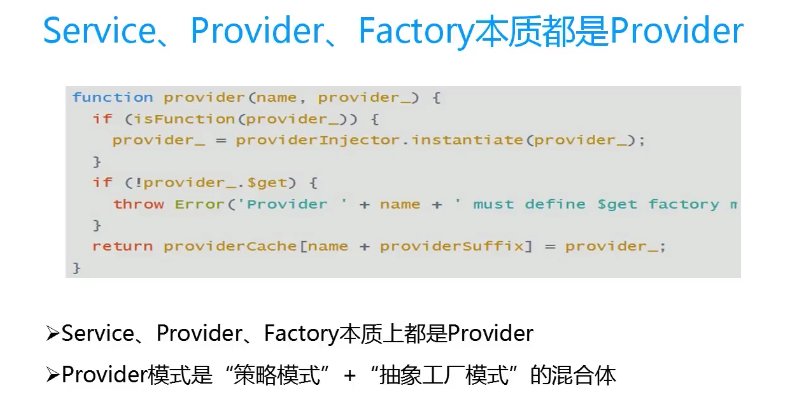 Service、Provider、Factory本质都是Provider
function provider(name, provider_) {
if (isFunction(provider_)) {
provider_ = providerInjector.instantiate(provider_);
}
if (!provider_.$get) {
throw Error('Provider ' + name + ' must define $get factory m
}
return providerCache[name + providerSuffix] = provider_;
}
➢Service、Provider、Factory本质上都是Provider
➢Provider模式是“策略模式”+“抽象工厂模式”的混合体